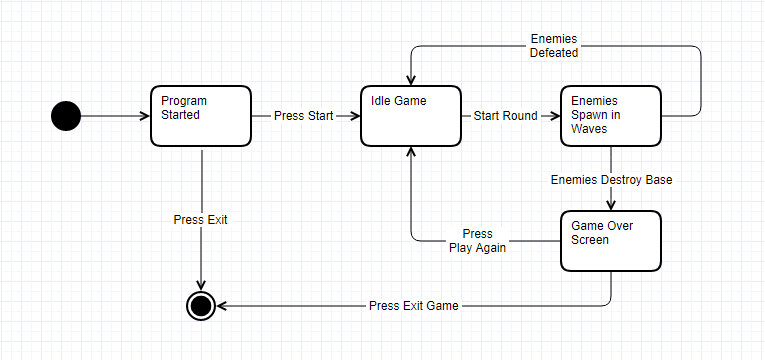 Enemies
Defeated
Program
Started
Press Start
Idle Game
Start Round
Enemies
Spawn in
Waves
Enemies Destroy Base
Press Exit
Press
Play Again
Game Over
Screen
Press Exit Game